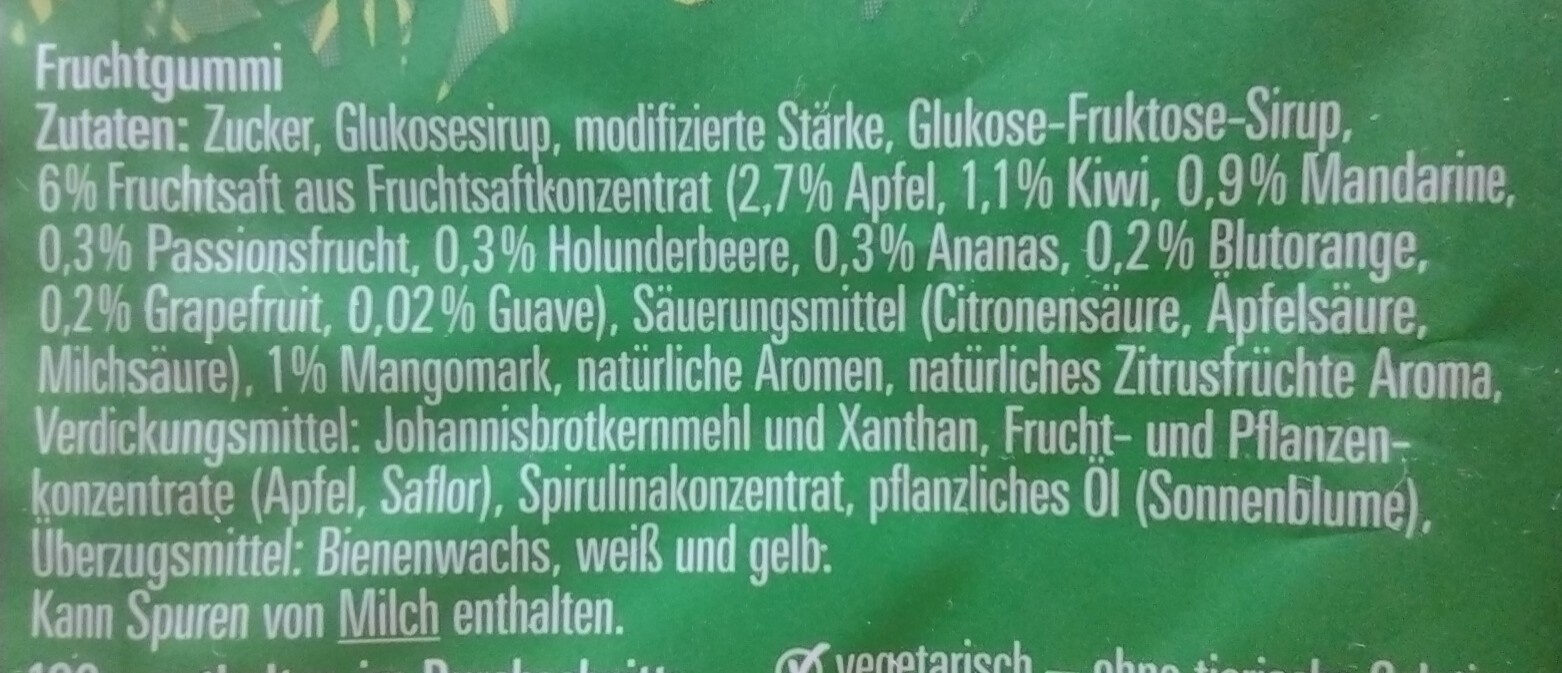 Fruchtgummi
Zutaten: Zucker, Glukosesirup, modifizierte Stärke, Glukose-Fruktose-Sirup,
6% Fruchtsaft aus Fruchtsaftkonzentrat (2,7% Apfel, 1,1% Kiwi, 0,9% Mandarine,
0,3% Passionsfrucht, 0,3% Holunderbeere, 0,3% Ananas, 0,2% Blutorange,
0,2% Grapefruit, 0,02% Guave), Säuerungsmittel (Citronensäure, Äpfelsäure,
Milchsäure), 1% Mangomark, natürliche Aromen, natürliches Zitrusfrüchte Aroma,
Verdickungsmittel: Johannisbrotkernmehl und Xanthan, Frucht- und Pflanzen-
konzentrate (Apfel, Saflor), Spirulinakonzentrat, pflanzliches Öl (Sonnenblume),
Überzugsmittel: Bienenwachs, weiß und gelb.
Kann Spuren von Milch enthalten.
vegetarisch – ohne